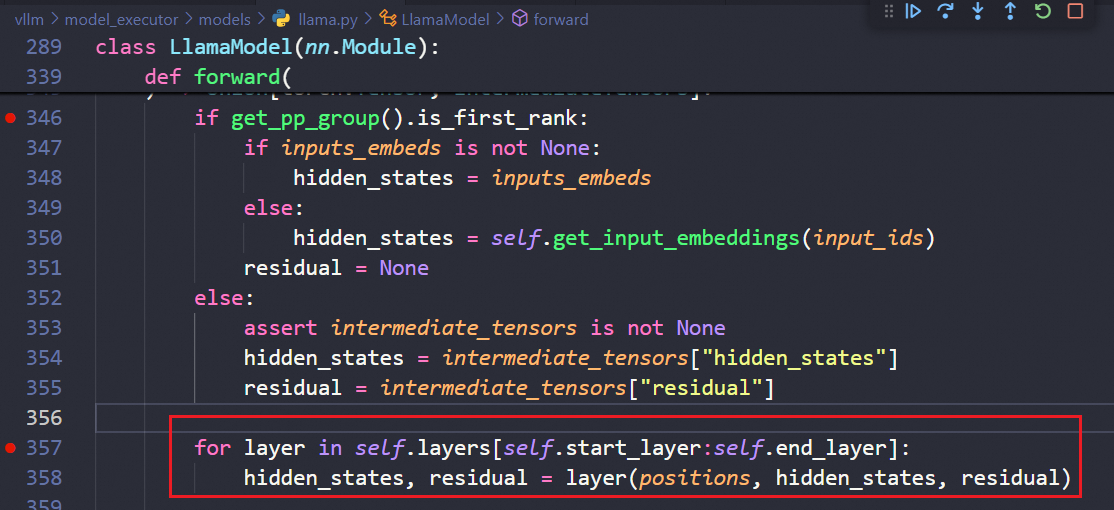 vllm > model_executor > models > llama.py > LlamaModel > forward
289 class LlamaModel(nn.Module):
339 def forward(
346 if get_pp_group().is_first_rank:
347 if inputs_embeds is not None:
348 hidden_states = inputs_embeds
349 else:
350 hidden_states = self.get_input_embeddings(input_ids)
351 residual = None
352 else:
353 assert intermediate_tensors is not None
354 hidden_states = intermediate_tensors["hidden_states"]
355 residual = intermediate_tensors["residual"]
356
357 for layer in self.layers[self.start_layer:self.end_layer]:
358 hidden_states, residual = layer(positions, hidden_states, residual)
359